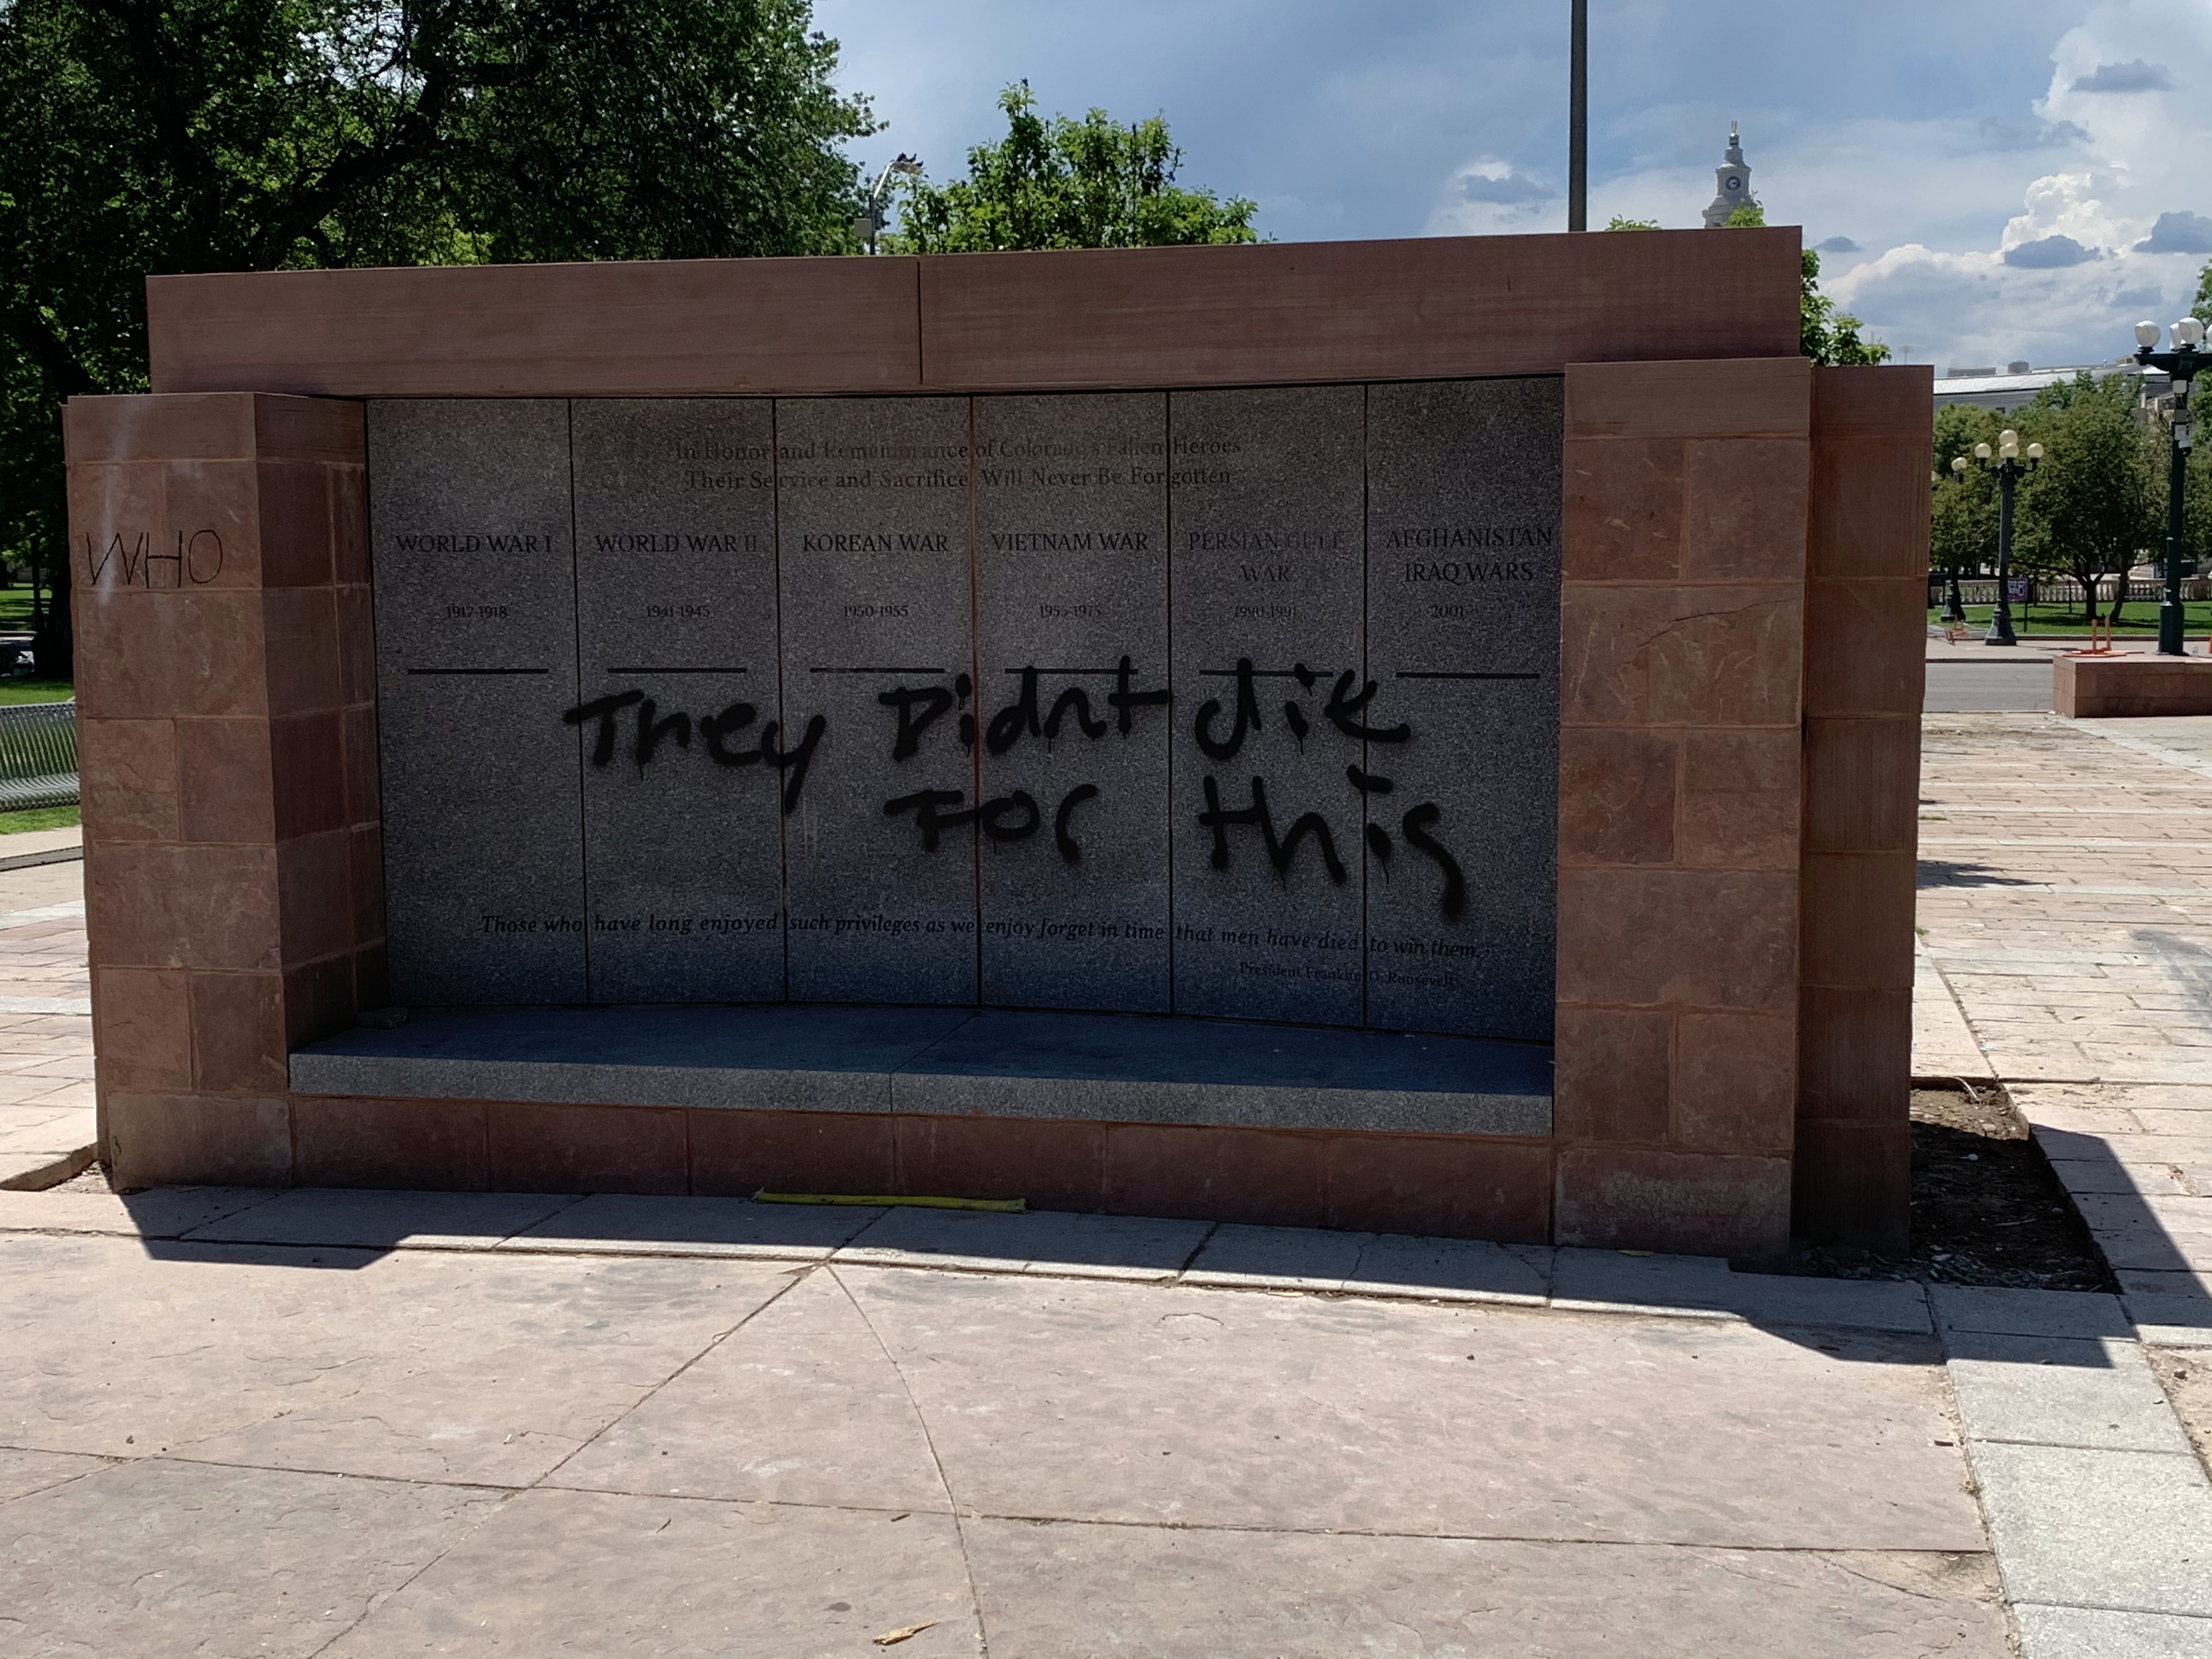 In Honor and Remembrance of Colorado's Fallen Heroes
Their Service and Sacrifice Will Never Be Forgotten
WHO
WORLD WAR I
1917-1918
WORLD WAR II
1941-1945
KOREAN WAR
1950-1955
VIETNAM WAR
1955-1975
PERSIAN GULF
WAR
1990-1991
AFGHANISTAN
IRAQ WARS
2001
They Didnt die
For this
Those who have long enjoyed such privileges as we enjoy forget in time that men have died to win them.
President Franklin D. Roosevelt